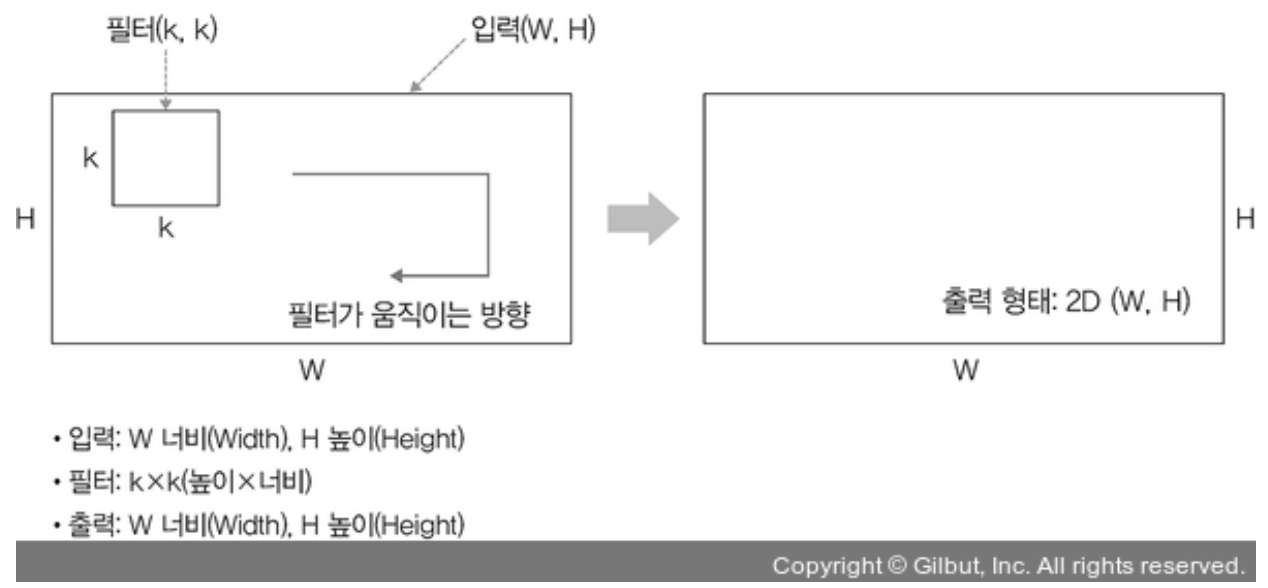 필터(k, k)
입력(W, H)
k
k
H
필터가 움직이는 방향
W
H
출력 형태: 2D (W, H)
W
• 입력: W 너비(Width), H 높이(Height)
• 필터: k×k(높이×너비)
• 출력: W 너비(Width), H 높이(Height)
Copyright © Gilbut, Inc. All rights reserved.